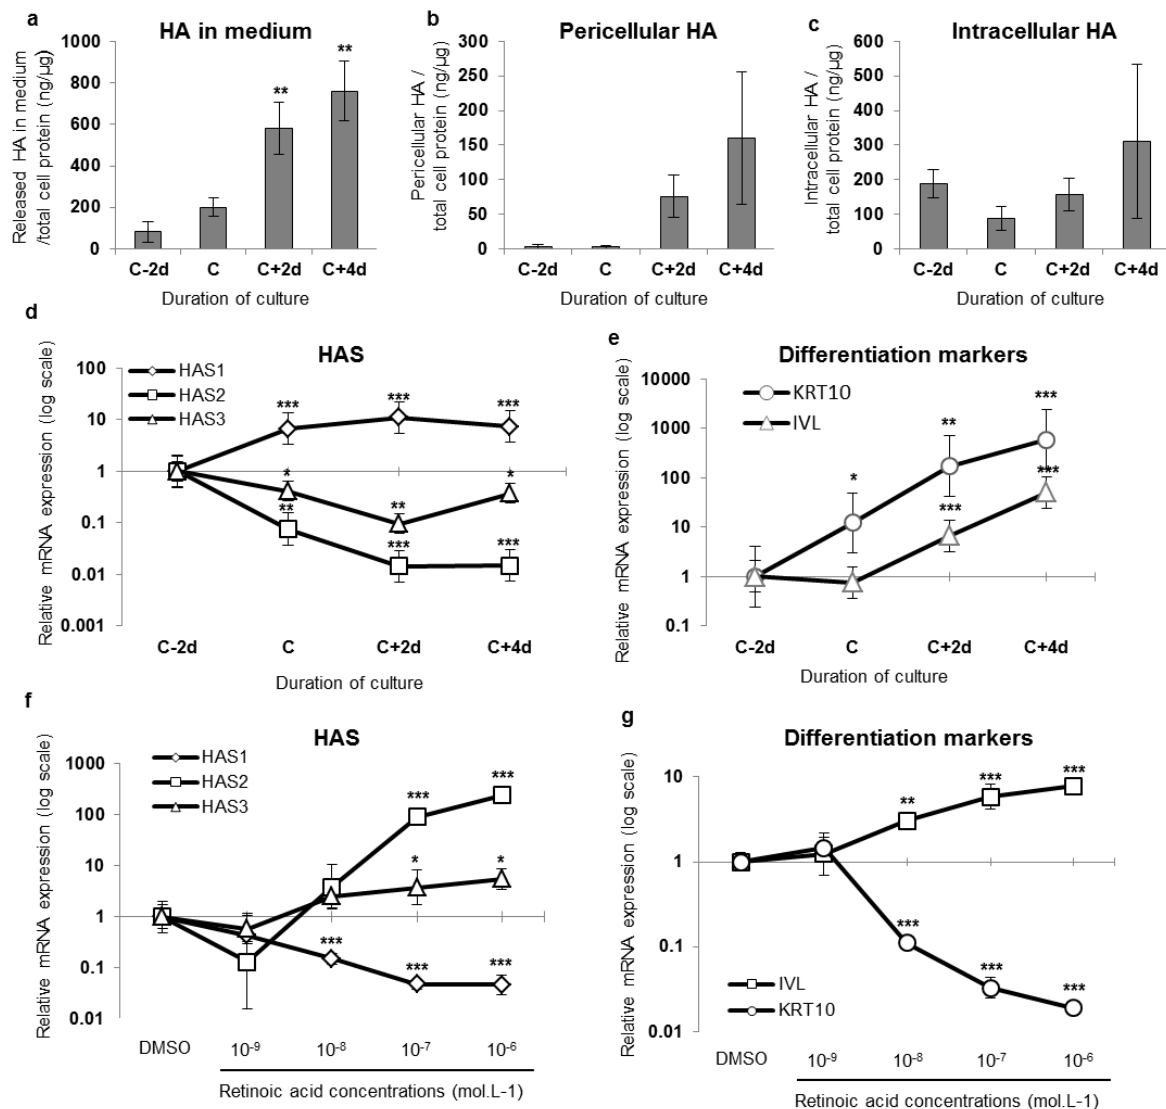 a
HA in medium
Released HA in medium
/total cell protein (ng/µg)
1000
800
600
400
200
0
**
**
C-2d C C+2d C+4d
Duration of culture
b
Pericellular HA
Pericellular HA /
total cell protein (ng/µg)
300
250
200
150
100
50
0
C-2d C C+2d C+4d
Duration of culture
c
Intracellular HA
Intracellular HA /
total cell protein (ng/µg)
600
500
400
300
200
100
0
C-2d C C+2d C+4d
Duration of culture
d
HAS
Relative mRNA expression (log scale)
100
10
1
0.1
0.01
0.001
HAS1
HAS2
HAS3
*** *** ***
* ** *
** *** ***
C-2d C C+2d C+4d
Duration of culture
e
Differentiation markers
Relative mRNA expression (log scale)
10000
1000
100
10
1
0.1
KRT10
IVL
* ** ***
*** ***
C-2d C C+2d C+4d
Duration of culture
f
HAS
Relative mRNA expression (log scale)
1000
100
10
1
0.1
0.01
HAS1
HAS2
HAS3
*** ***
* *
*** *** ***
DMSO 10-9 10-8 10-7 10-6
Retinoic acid concentrations (mol.L-1)
g
Differentiation markers
Relative mRNA expression (log scale)
10
1
0.1
0.01
** *** ***
*** *** ***
IVL
KRT10
DMSO 10-9 10-8 10-7 10-6
Retinoic acid concentrations (mol.L-1)